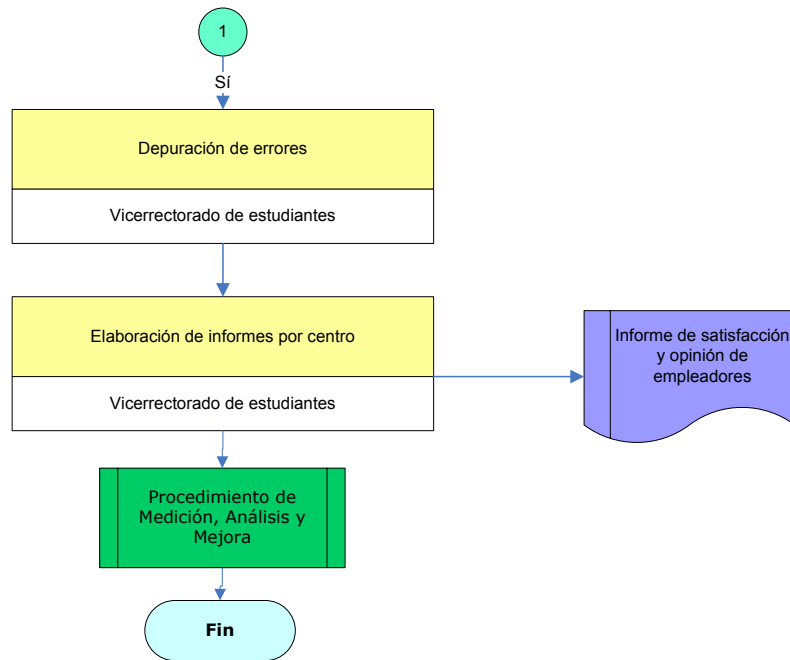 1
Sí
Depuración de errores
Vicerrectorado de estudiantes
Elaboración de informes por centro
Vicerrectorado de estudiantes
Informe de satisfacción
y opinión de
empleadores
Procedimiento de
Medición, Análisis y
Mejora
Fin